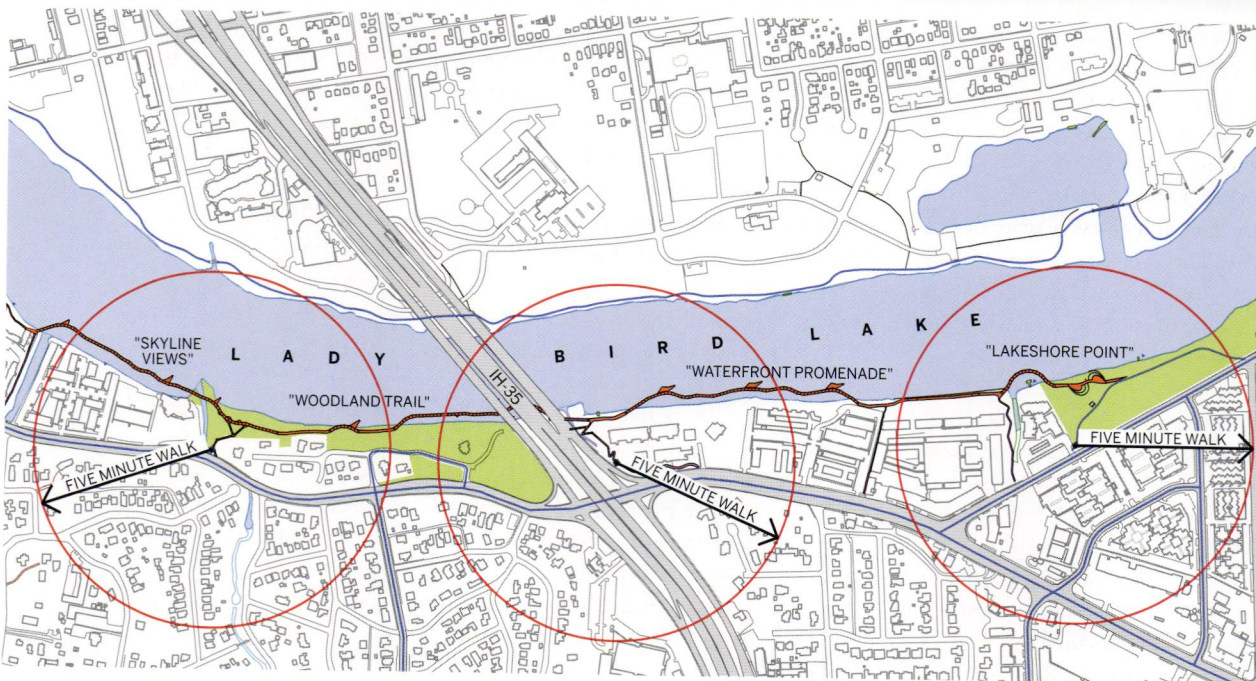 "SKYLINE
VIEWS"
L A D Y
B I R D L A K E
"LAKESHORE POINT"
"WATERFRONT PROMENADE"
IH-35
"WOODLAND TRAIL"
FIVE MINUTE WALK
FIVE MINUTE WALK
FIVE MINUTE WALK